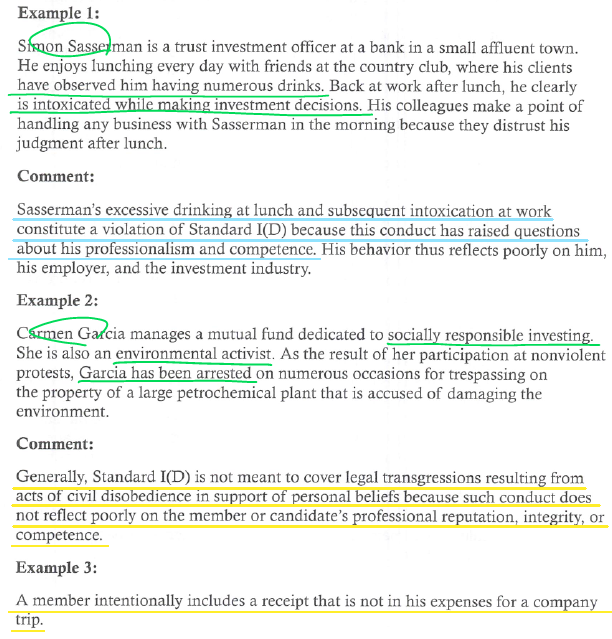 Example 1:
Simon Sasserman is a trust investment officer at a bank in a small affluent town.
He enjoys lunching every day with friends at the country club, where his clients
have observed him having numerous drinks. Back at work after lunch, he clearly
is intoxicated while making investment decisions. His colleagues make a point of
handling any business with Sasserman in the morning because they distrust his
judgment after lunch.
Comment:
Sasserman's excessive drinking at lunch and subsequent intoxication at work
constitute a violation of Standard I(D) because this conduct has raised questions
about his professionalism and competence. His behavior thus reflects poorly on him,
his employer, and the investment industry.
Example 2:
Carmen Garcia manages a mutual fund dedicated to socially responsible investing.
She is also an environmental activist. As the result of her participation at nonviolent
protests, Garcia has been arrested on numerous occasions for trespassing on
the property of a large petrochemical plant that is accused of damaging the
environment.
Comment:
Generally, Standard I(D) is not meant to cover legal transgressions resulting from
acts of civil disobedience in support of personal beliefs because such conduct does
not reflect poorly on the member or candidate's professional reputation, integrity, or
competence.
Example 3:
A member intentionally includes a receipt that is not in his expenses for a company
trip.